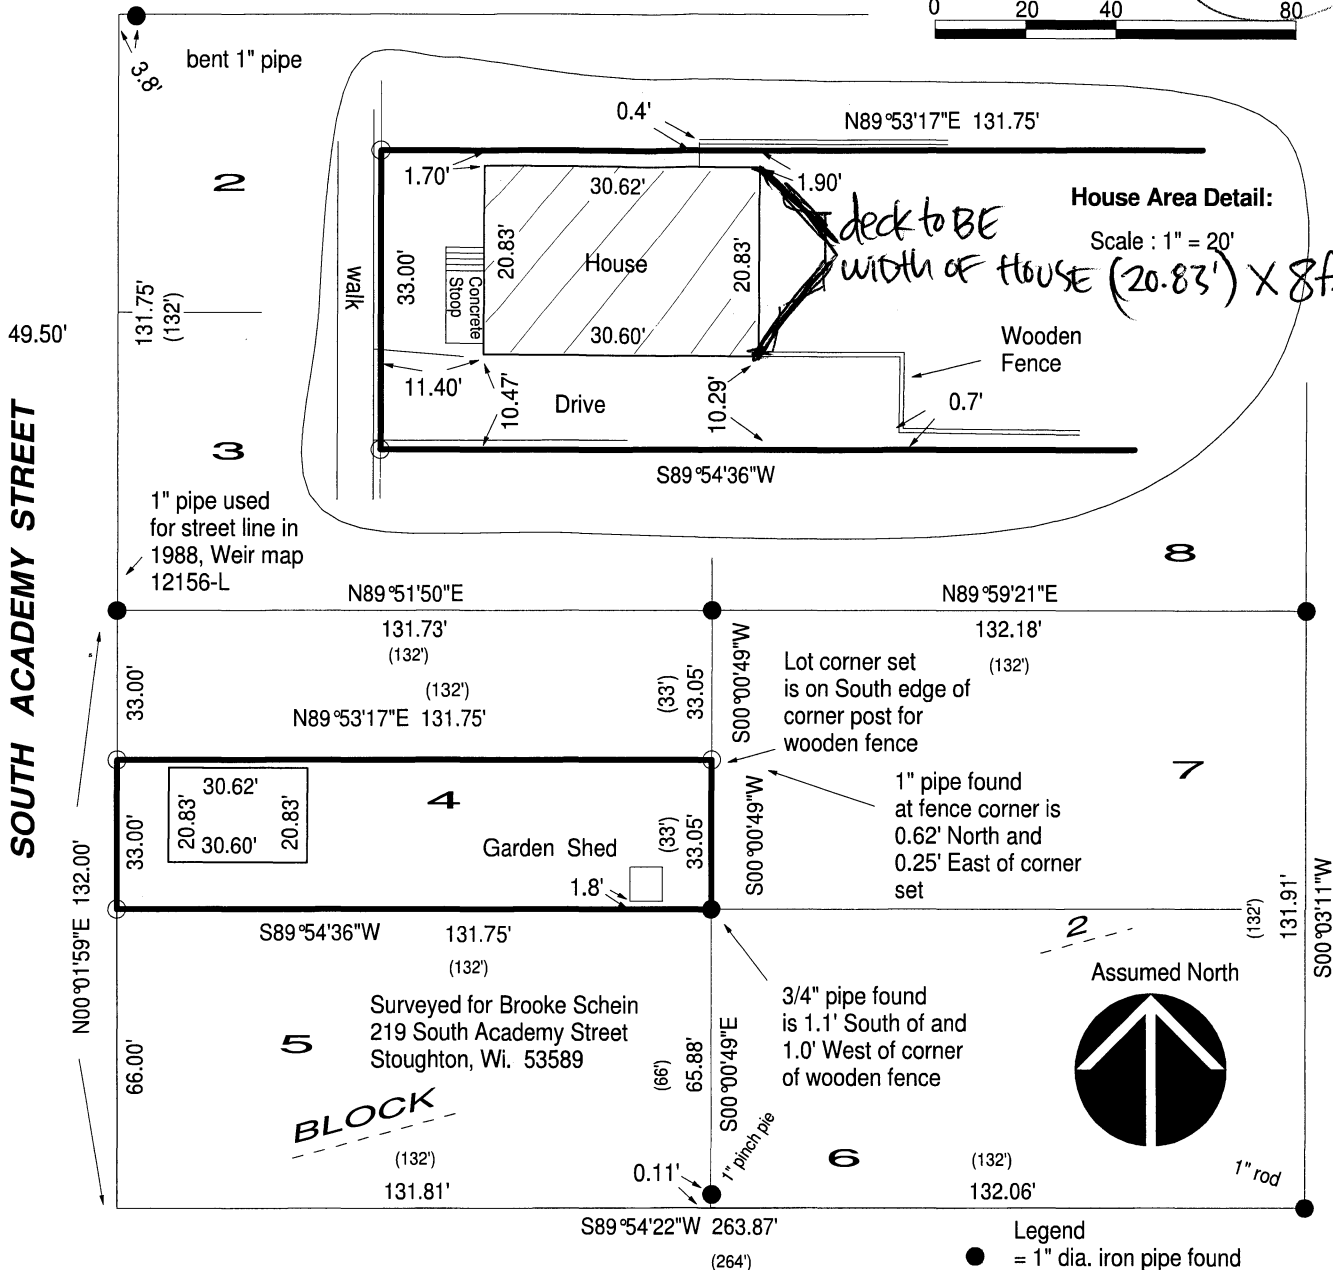 0 20 40 80
bent 1" pipe
3.8'
0.4'
N89°53'17"E 131.75'
1.70'
30.62'
1.90'
House Area Detail:
Scale : 1" = 20'
deck to BE
width OF HOUSE (20.83') X 8ft
2
walk
33.00'
20.83'
House
20.83'
Concrete
Stoop
30.60'
Wooden
Fence
131.75'
(132')
49.50'
11.40'
10.47'
Drive
10.29'
0.7'
S89°54'36"W
3
SOUTH ACADEMY STREET
1" pipe used
for street line in
1988, Weir map
12156-L
8
N89°51'50"E
131.73'
(132')
N89°59'21"E
132.18'
(132')
33.00'
(132')
N89°53'17"E 131.75'
(33')
33.05'
S00°00'49"W
Lot corner set
is on South edge of
corner post for
wooden fence
7
1" pipe found
at fence corner is
0.62' North and
0.25' East of corner
set
33.00'
30.62'
20.83'
20.83'
30.60'
4
Garden Shed
1.8'
(33')
33.05'
S00°00'49"W
N00°01'59"E 132.00'
S89°54'36"W 131.75'
(132')
(132')
131.91'
S00°03'11"W
2
Assumed North
Surveyed for Brooke Schein
219 South Academy Street
Stoughton, Wi. 53589
3/4" pipe found
is 1.1' South of and
1.0' West of corner
of wooden fence
5
66.00'
BLOCK
(66')
65.88'
S00°00'49"E
1" pinch pie
6
(132')
131.81'
0.11'
(132')
132.06'
1" rod
S89°54'22"W 263.87'
(264')
Legend
= 1" dia. iron pipe found